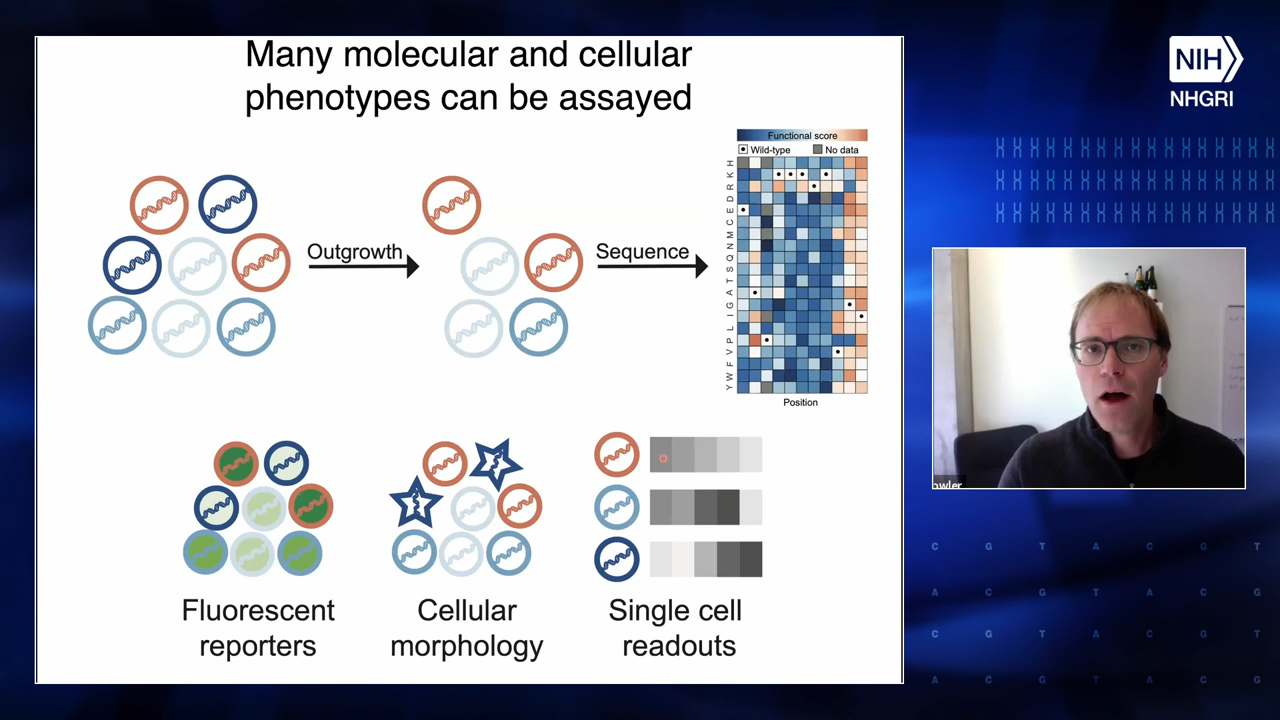 Many molecular and cellular
phenotypes can be assayed
NIH
NHGRI
Functional score
Wild-type
No data
Outgrowth
Sequence
H
K
R
D
E
C
M
N
Q
S
T
A
G
I
L
P
V
F
W
Y
Position
owler
Fluorescent
reporters
Cellular
morphology
Single cell
readouts
C G T A C G T
A C G T A C G
C G T A C G T
A C G T A C G